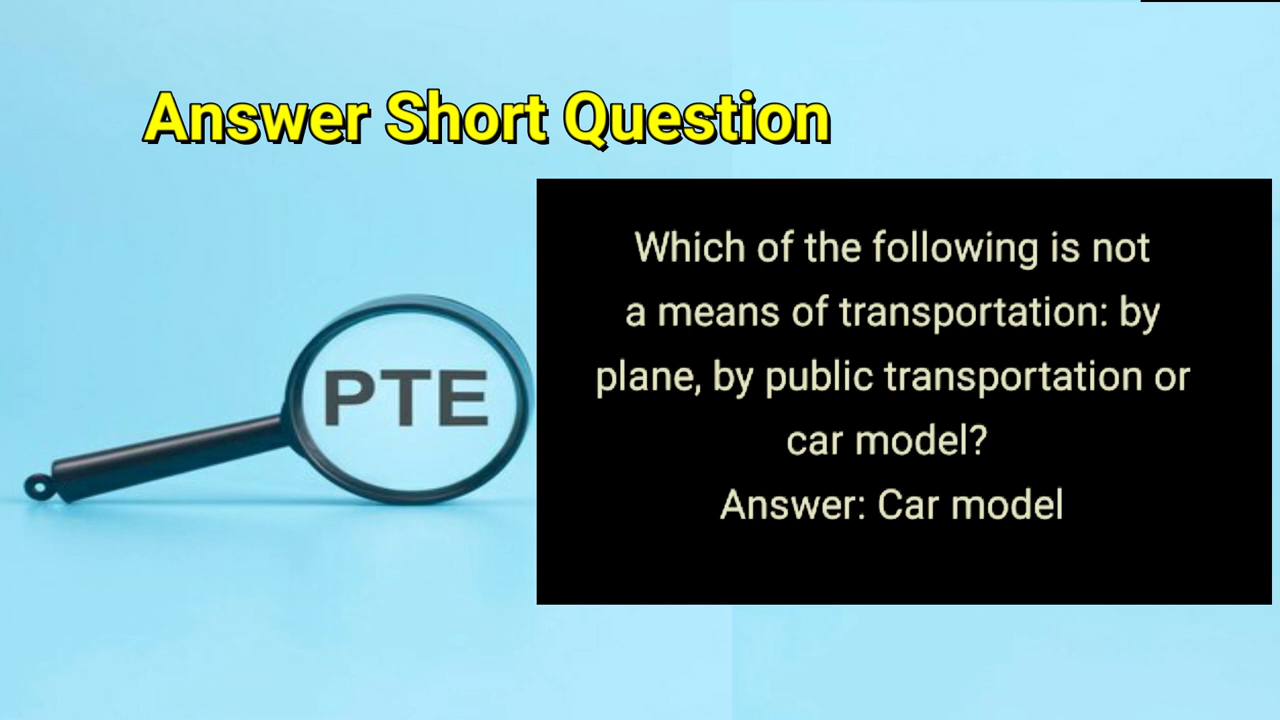 Answer Short Question
PTE
Which of the following is not
a means of transportation: by
plane, by public transportation or
car model?
Answer: Car model